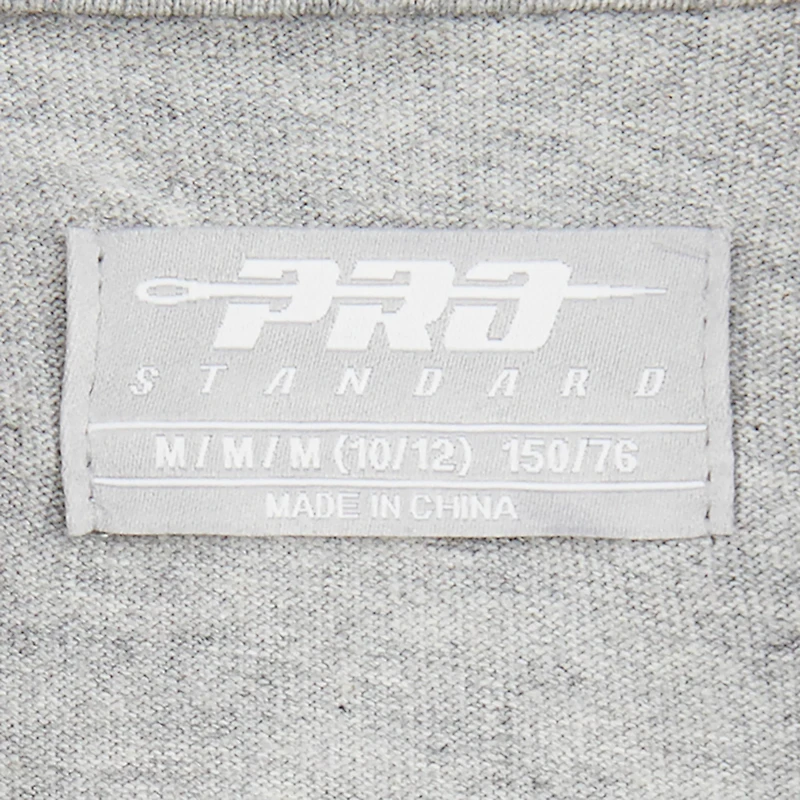 PRO
STANDARD
M/M/M (10/12) 150/76
MADE IN CHINA